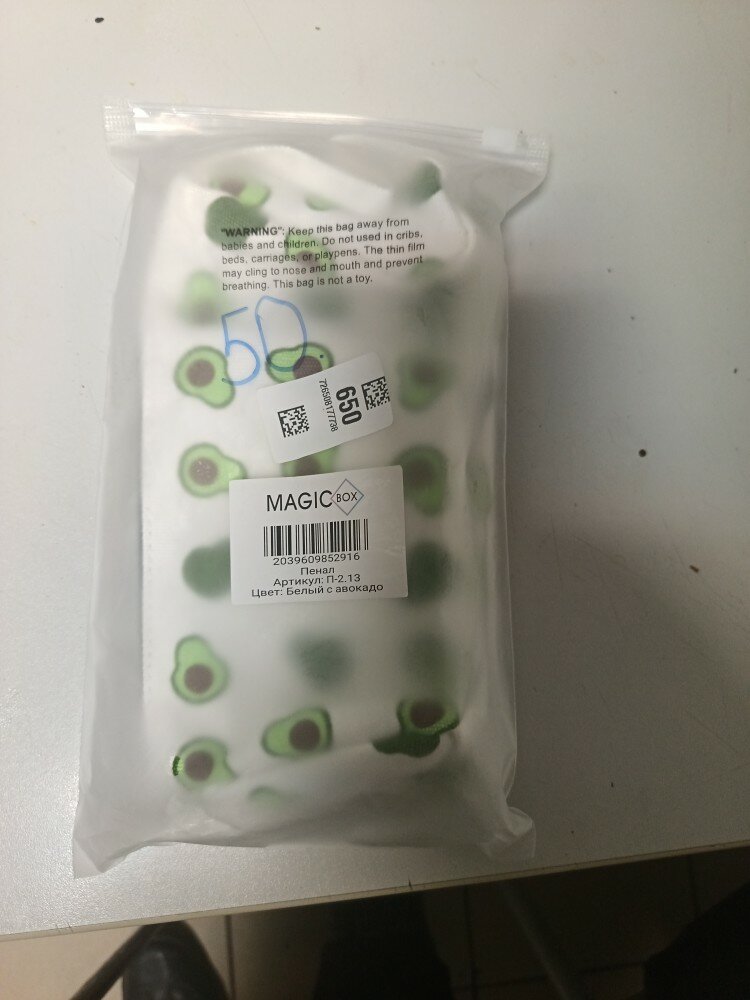 "WARNING": Keep this bag away from
babies and children. Do not used in cribs,
beds, carriages, or playpens. The thin film
may cling to nose and mouth and prevent
breathing. This bag is not a toy.
50
650
726508177738
MAGIC BOX
2039609852916
Пенал
Артикул: П-2.13
Цвет: Белый с авокадо